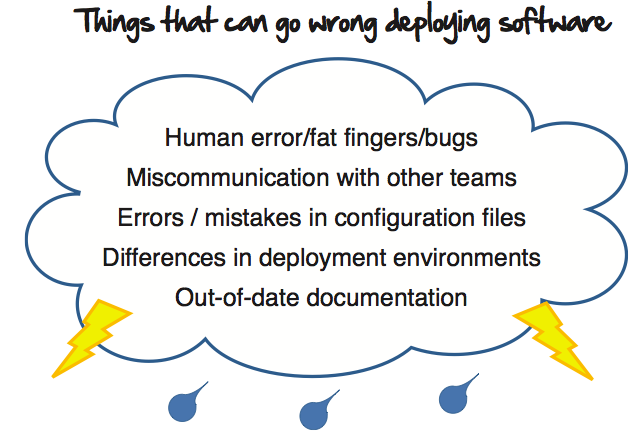 Things that can go wrong deploying software
Human error/fat fingers/bugs
Miscommunication with other teams
Errors / mistakes in configuration files
Differences in deployment environments
Out-of-date documentation